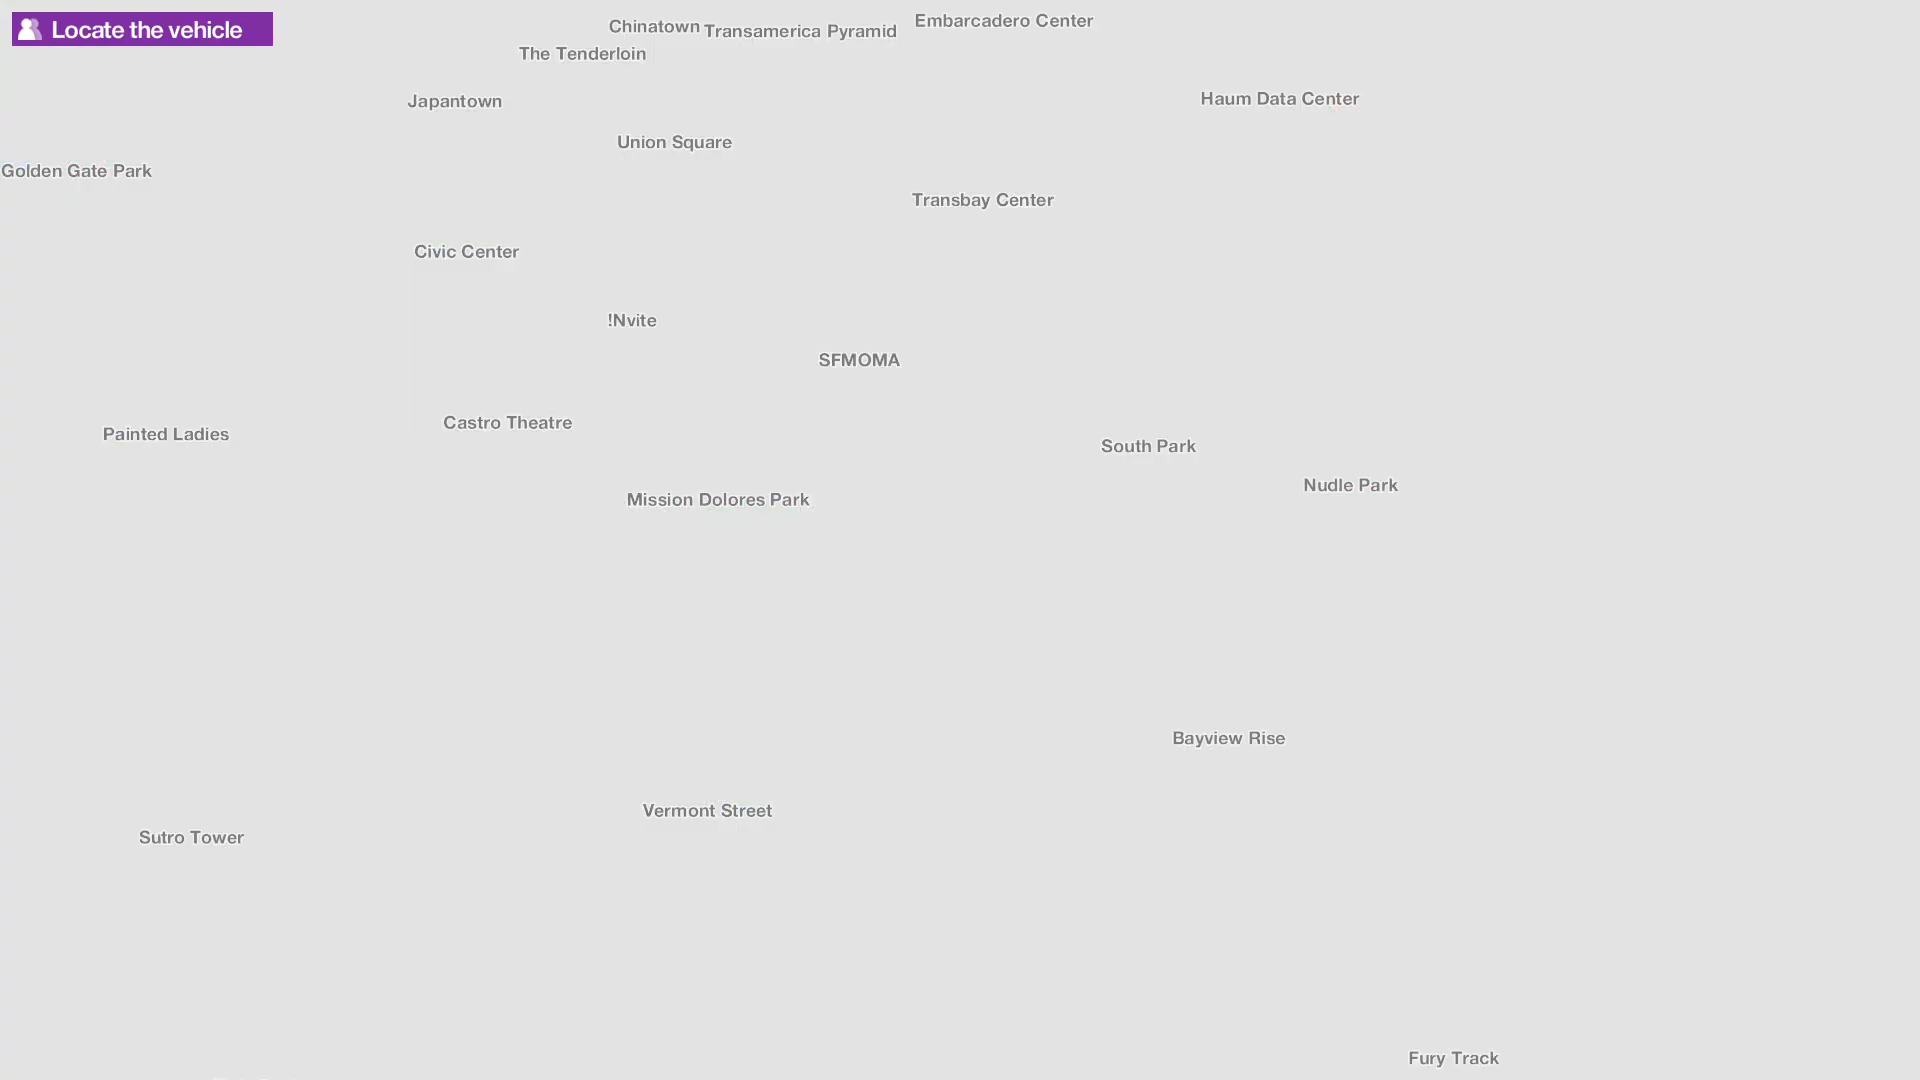 Locate the vehicle
Embarcadero Center
Chinatown
Transamerica Pyramid
The Tenderloin
Japantown
Haum Data Center
Union Square
Golden Gate Park
Transbay Center
Civic Center
!Nvite
SFMOMA
Castro Theatre
Painted Ladies
South Park
Nudle Park
Mission Dolores Park
Bayview Rise
Vermont Street
Sutro Tower
Fury Track